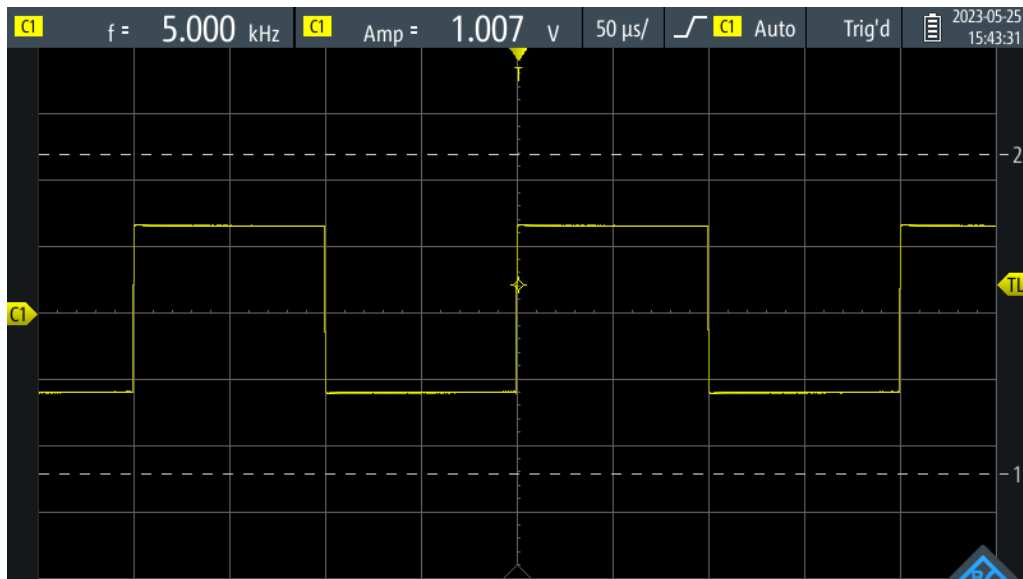 C1 f = 5.000 kHz C1 Amp = 1.007 V 50 µs/ C1 Auto Trig'd 2023-05-25
15:43:31
T
2
TL
C1
1